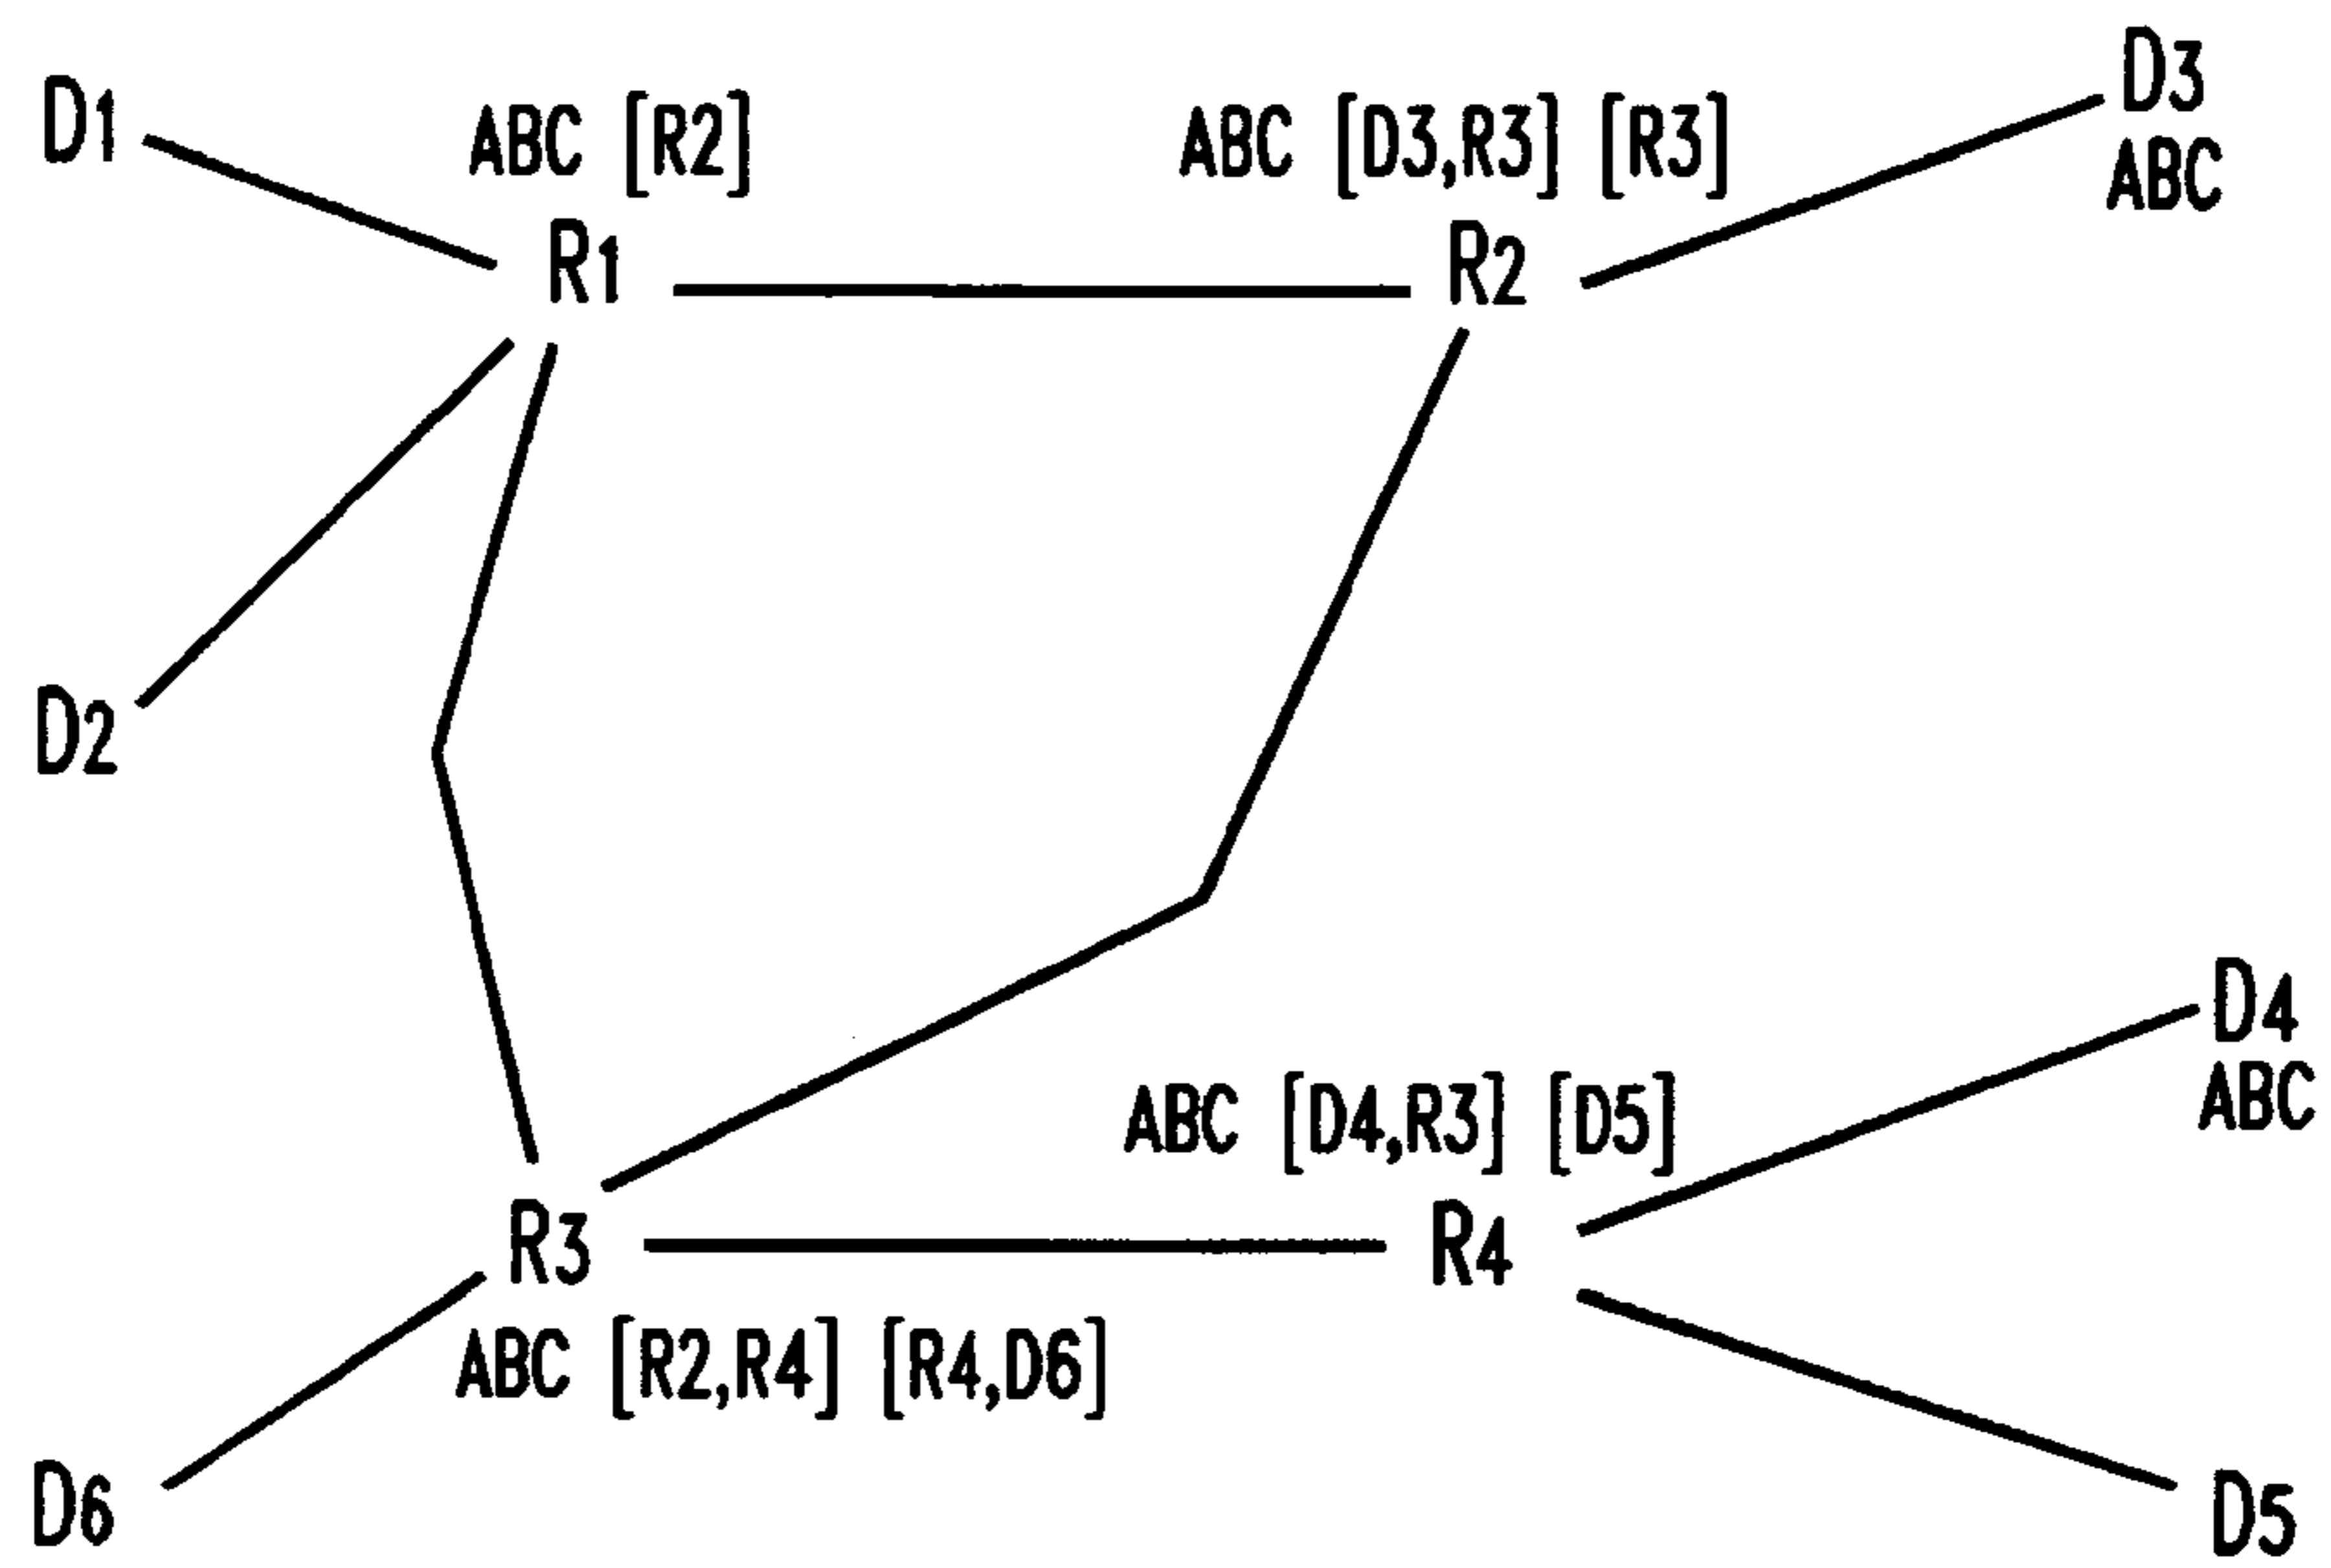 D1
ABC [R2]
R1
ABC [D3,R3] [R3]
R2
D3
ABC
D2
D4
ABC
ABC [D4,R3] [D5]
R4
R3
ABC [R2,R4] [R4,D6]
D6
D5